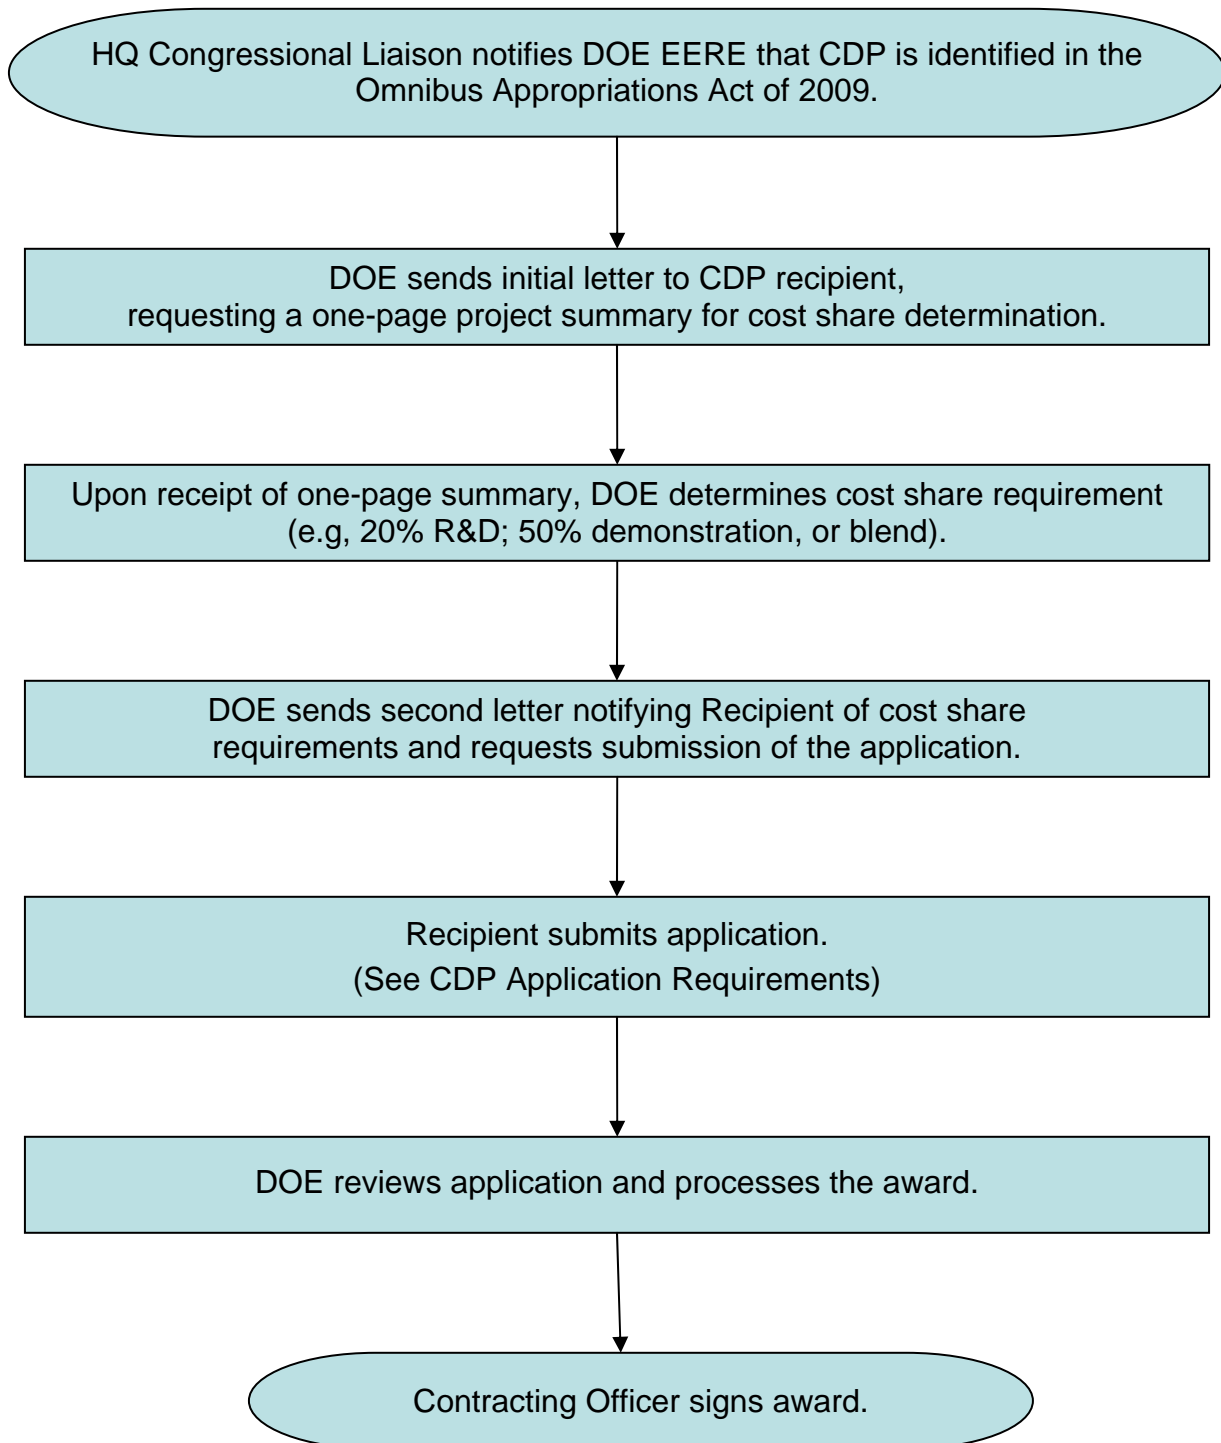 HQ Congressional Liaison notifies DOE EERE that CDP is identified in the
Omnibus Appropriations Act of 2009.
DOE sends initial letter to CDP recipient,
requesting a one-page project summary for cost share determination.
Upon receipt of one-page summary, DOE determines cost share requirement
(e.g, 20% R&D; 50% demonstration, or blend).
DOE sends second letter notifying Recipient of cost share
requirements and requests submission of the application.
Recipient submits application.
(See CDP Application Requirements)
DOE reviews application and processes the award.
Contracting Officer signs award.